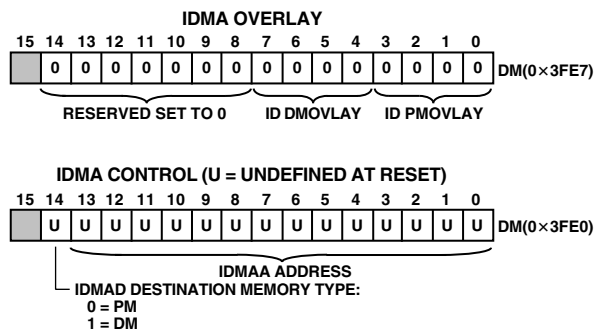 IDMA OVERLAY
15 14 13 12 11 10 9 8 7 6 5 4 3 2 1 0
0 0 0 0 0 0 0 0 0 0 0 0 0 0 0 DM(0×3FE7)
RESERVED SET TO 0 ID DMOVLAY ID PMOVLAY
IDMA CONTROL (U = UNDEFINED AT RESET)
15 14 13 12 11 10 9 8 7 6 5 4 3 2 1 0
U U U U U U U U U U U U U U U DM(0×3FE0)
IDMAA ADDRESS
IDMAD DESTINATION MEMORY TYPE:
0 = PM
1 = DM